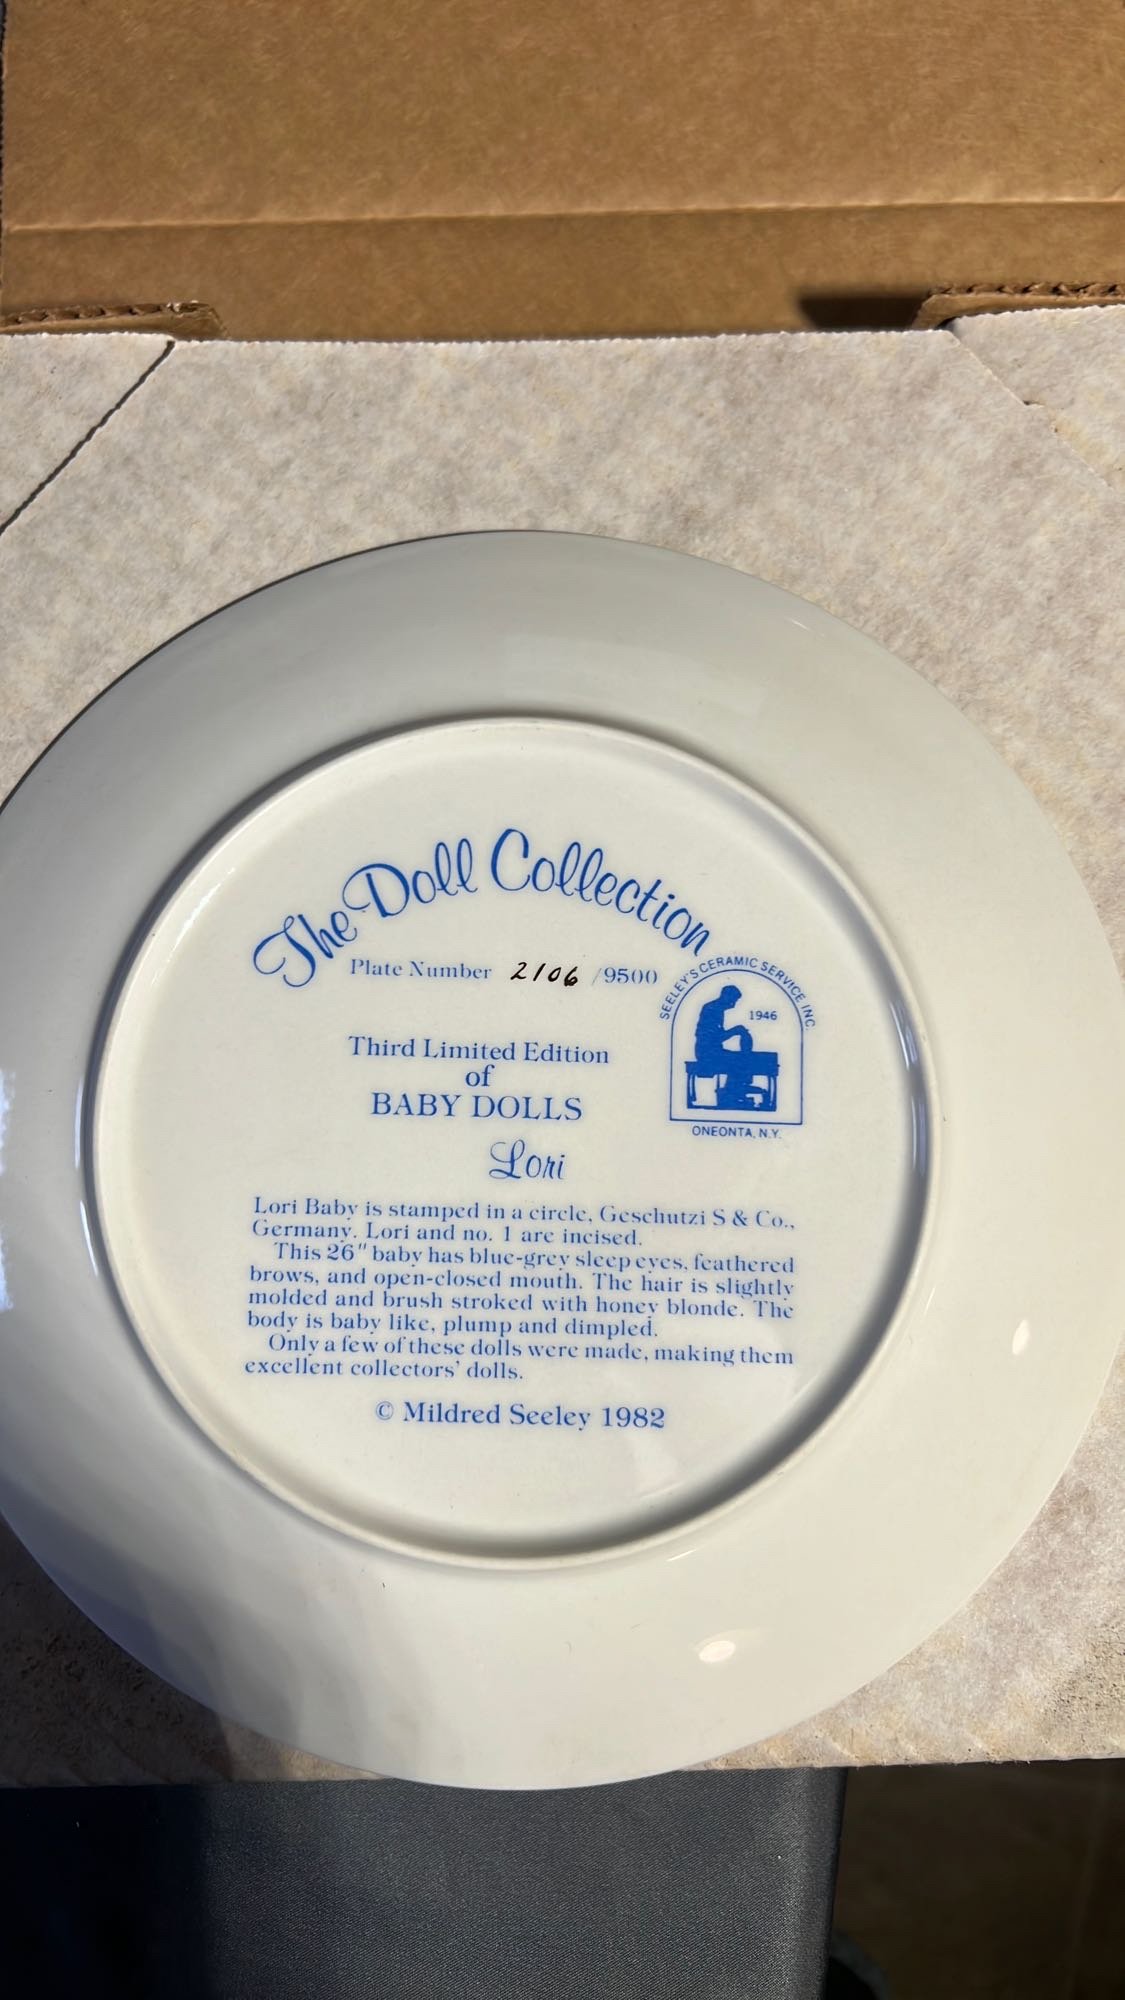 The Doll Collection
Plate Number 2106 /9500
SEELEY'S CERAMIC SERVICE INC.
1946
ONEONTA, N.Y.
Third Limited Edition
of
BABY DOLLS
Lori
Lori Baby is stamped in a circle, Geschutzi S & Co.,
Germany. Lori and no. 1 are incised.
This 26" baby has blue-grey sleep eyes, feathered
brows, and open-closed mouth. The hair is slightly
molded and brush stroked with honey blonde. The
body is baby like, plump and dimpled.
Only a few of these dolls were made, making them
excellent collectors' dolls.
© Mildred Seeley 1982